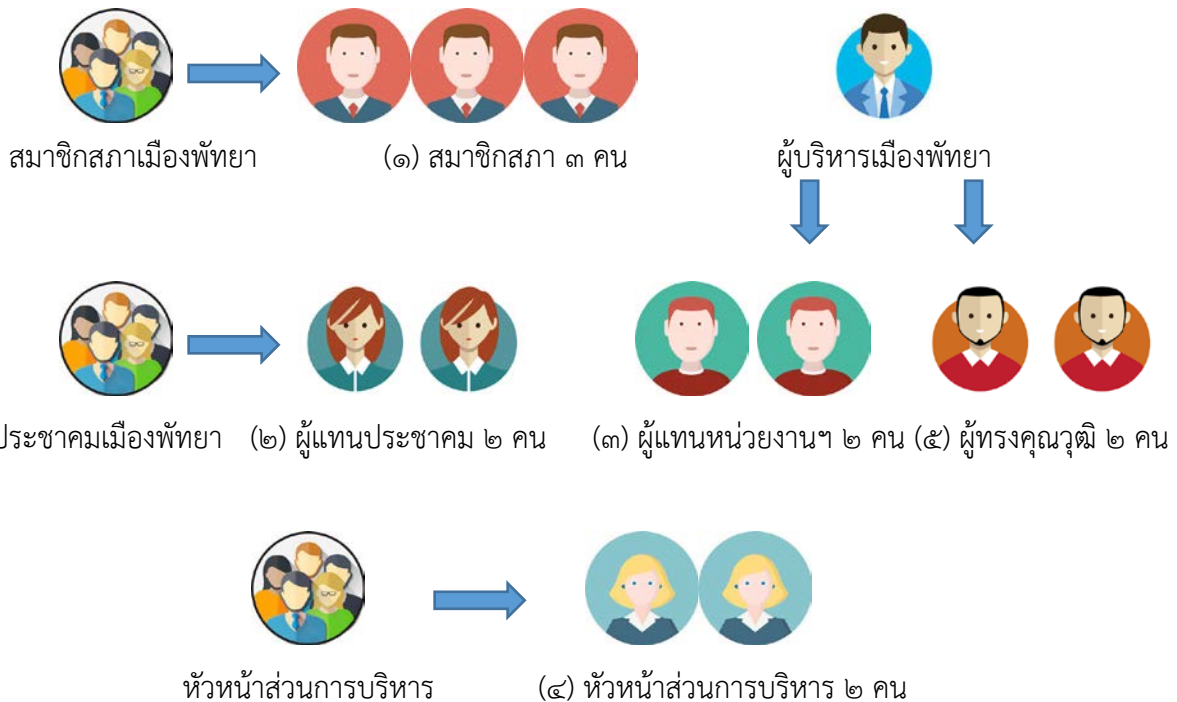 สมาชิกสภาเมืองพัทยา (๑) สมาชิกสภา ๓ คน ผู้บริหารเมืองพัทยา
ประชาคมเมืองพัทยา (๒) ผู้แทนประชาคม ๒ คน (๓) ผู้แทนหน่วยงานฯ ๒ คน (๕) ผู้ทรงคุณวุฒิ ๒ คน
หัวหน้าส่วนการบริหาร (๔) หัวหน้าส่วนการบริหาร ๒ คน